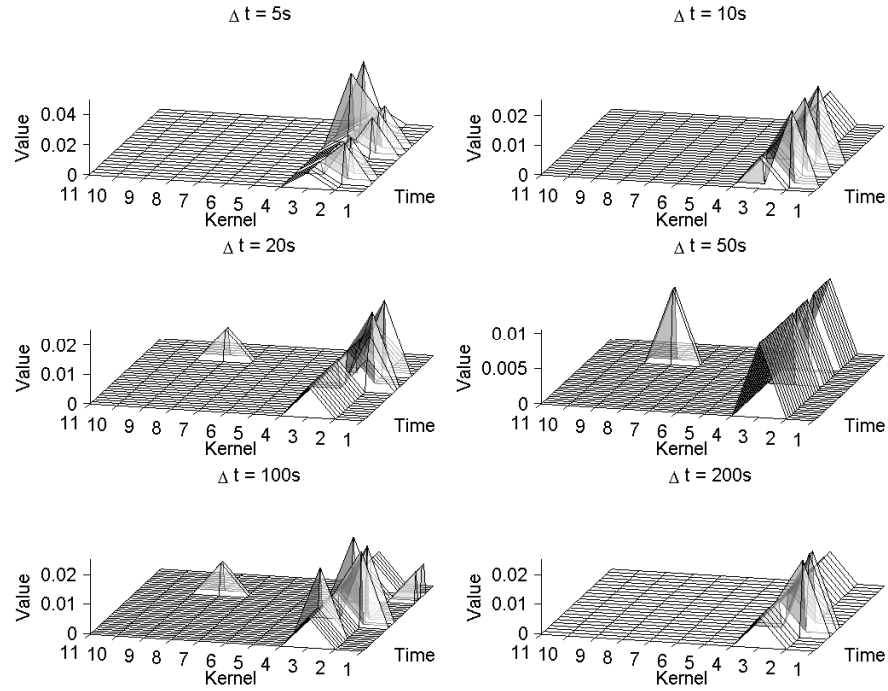 Δ t = 5s
Value
0.04
0.02
0
11 10 9 8 7 6 5 4 3 2 1
Kernel
Time
Δ t = 10s
Value
0.02
0.01
0
11 10 9 8 7 6 5 4 3 2 1
Kernel
Time
Δ t = 20s
Value
0.02
0.01
0
11 10 9 8 7 6 5 4 3 2 1
Kernel
Time
Δ t = 50s
Value
0.01
0.005
0
11 10 9 8 7 6 5 4 3 2 1
Kernel
Time
Δ t = 100s
Value
0.02
0.01
0
11 10 9 8 7 6 5 4 3 2 1
Kernel
Time
Δ t = 200s
Value
0.02
0.01
0
11 10 9 8 7 6 5 4 3 2 1
Kernel
Time